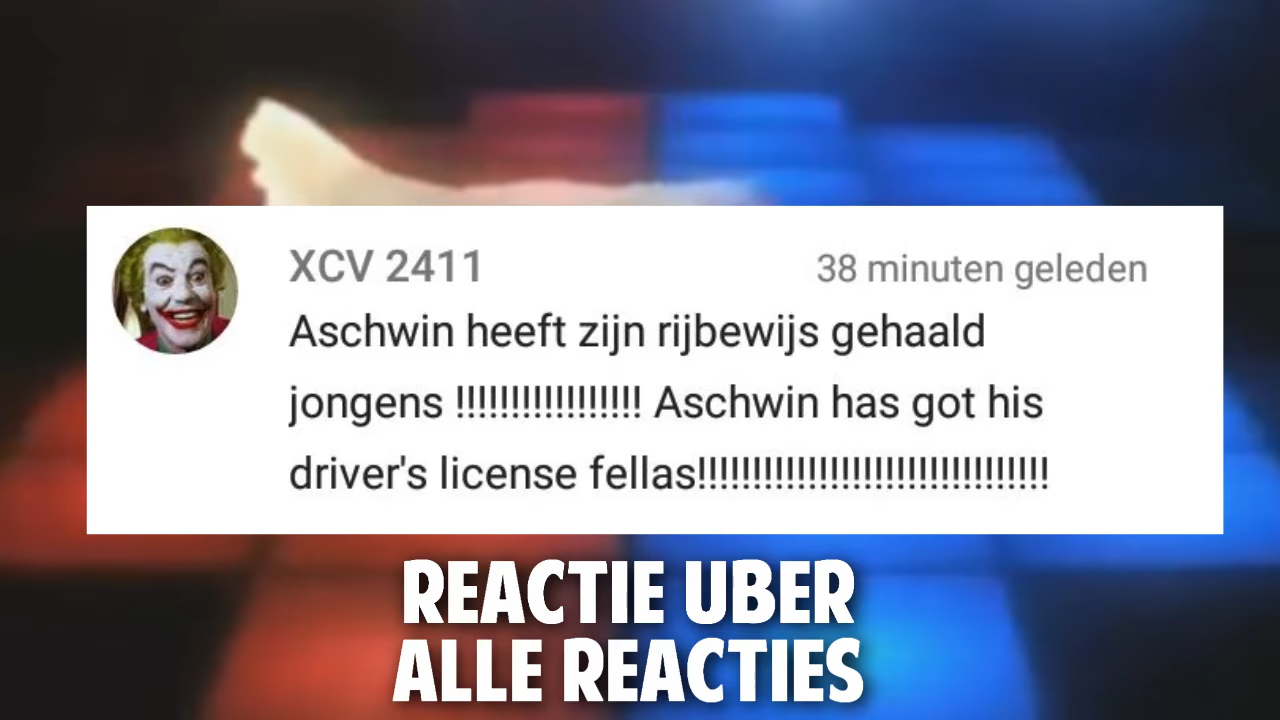 XCV 2411 38 minuten geleden
Aschwin heeft zijn rijbewijs gehaald
jongens !!!!!!!!!!!!!!!!! Aschwin has got his
driver's license fellas!!!!!!!!!!!!!!!!!!!!!!!!!!!!!!!!
REACTIE UBER
ALLE REACTIES